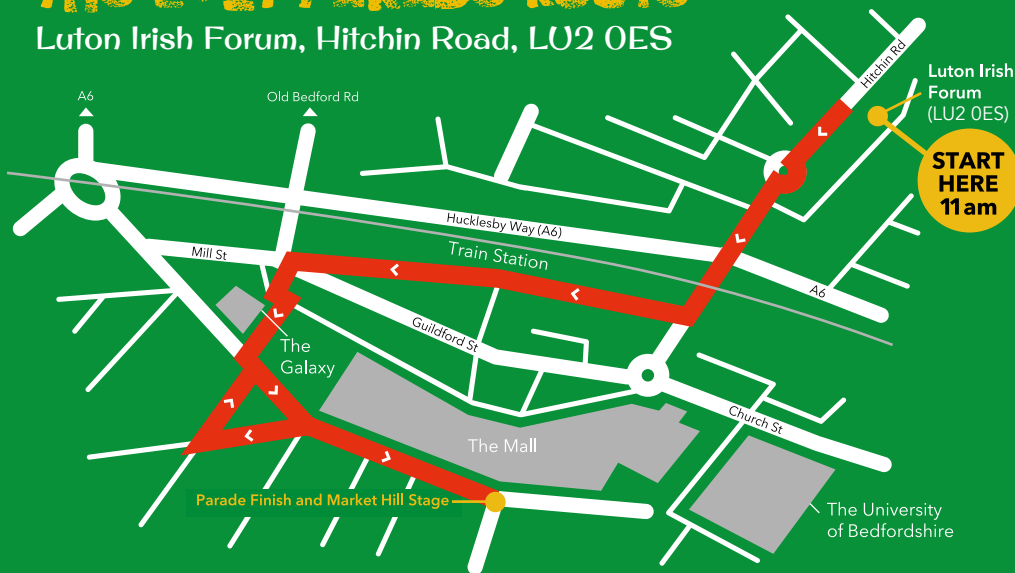 Luton Irish Forum, Hitchin Road, LU2 0ES
A6
Old Bedford Rd
Hitchin Rd
Luton Irish
Forum
(LU2 0ES)
START
HERE
11am
Hucklesby Way (A6)
Train Station
Mill St
A6
Guildford St
The
Galaxy
Church St
The Mall
Parade Finish and Market Hill Stage
The University
of Bedfordshire